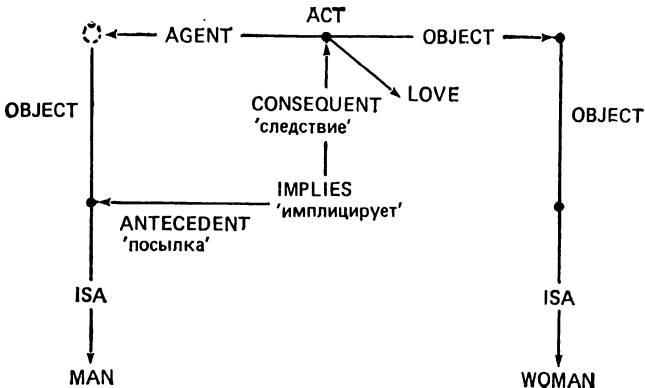 ACT
AGENT
OBJECT
LOVE
OBJECT
CONSEQUENT
'следствие'
OBJECT
IMPLIES
'имплицирует'
ANTECEDENT
'посылка'
ISA
ISA
MAN
WOMAN